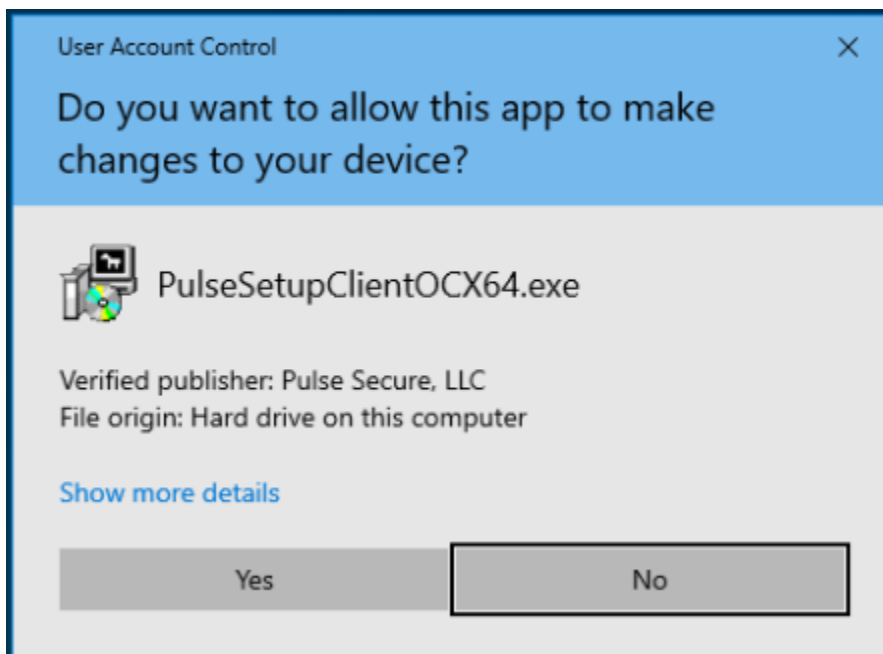 User Account Control
Do you want to allow this app to make
changes to your device?
PulseSetupClientOCX64.exe
Verified publisher: Pulse Secure, LLC
File origin: Hard drive on this computer
Show more details
Yes
No